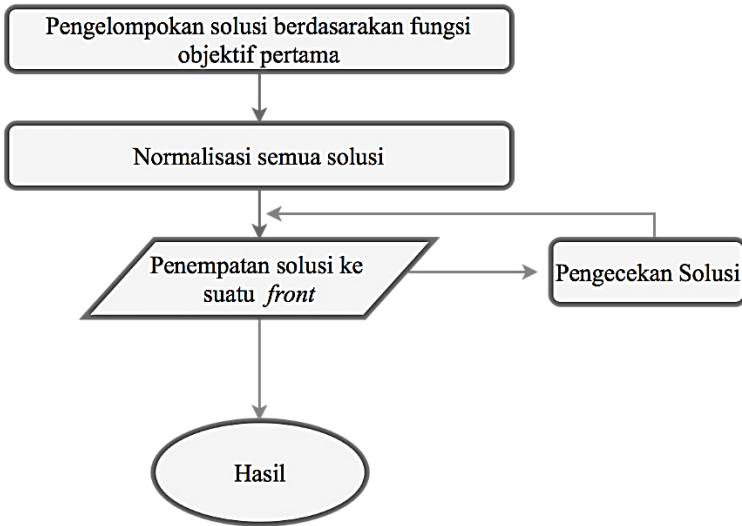 Pengelompokan solusi berdasarakan fungsi
objektif pertama
Normalisasi semua solusi
Penempatan solusi ke
suatu front
Pengecekan Solusi
Hasil